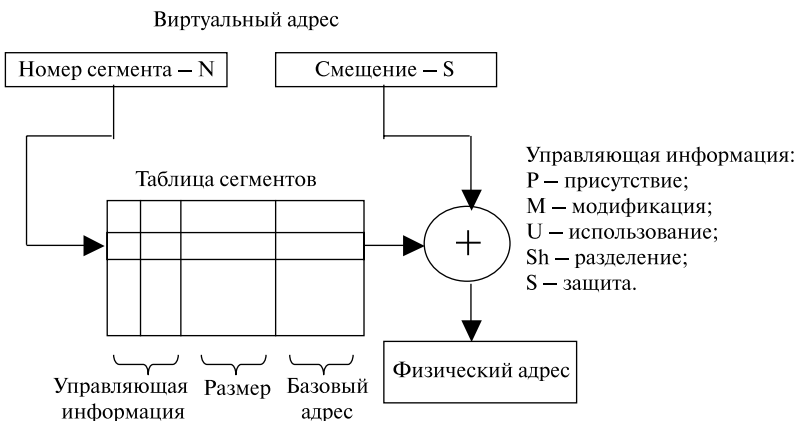 Виртуальный адрес
Номер сегмента – N
Смещение – S
Управляющая информация:
P – присутствие;
M – модификация;
U – использование;
Sh – разделение;
S – защита.
Таблица сегментов
+
Физический адрес
Управляющая
информация
Размер
Базовый
адрес